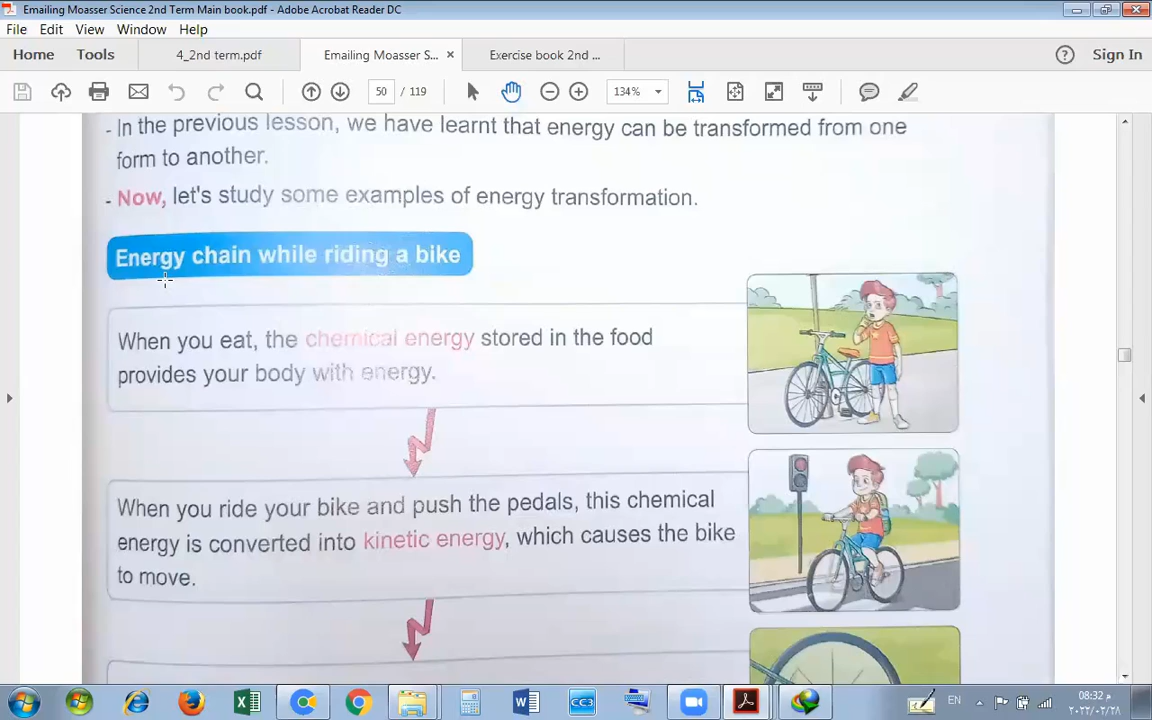 Emailing Moasser Science 2nd Term Main book.pdf - Adobe Acrobat Reader DC
File Edit View Window Help
Home Tools 4_2nd term.pdf Emailing Moasser S... × Exercise book 2nd ... Sign In
50 / 119 134%
- In the previous lesson, we have learnt that energy can be transformed from one
form to another.
- Now, let's study some examples of energy transformation.
Energy chain while riding a bike
When you eat, the chemical energy stored in the food
provides your body with energy.
When you ride your bike and push the pedals, this chemical
energy is converted into kinetic energy, which causes the bike
to move.
CC3
EN
08:32 م
٢٠٢٢/٠٢/٢٨